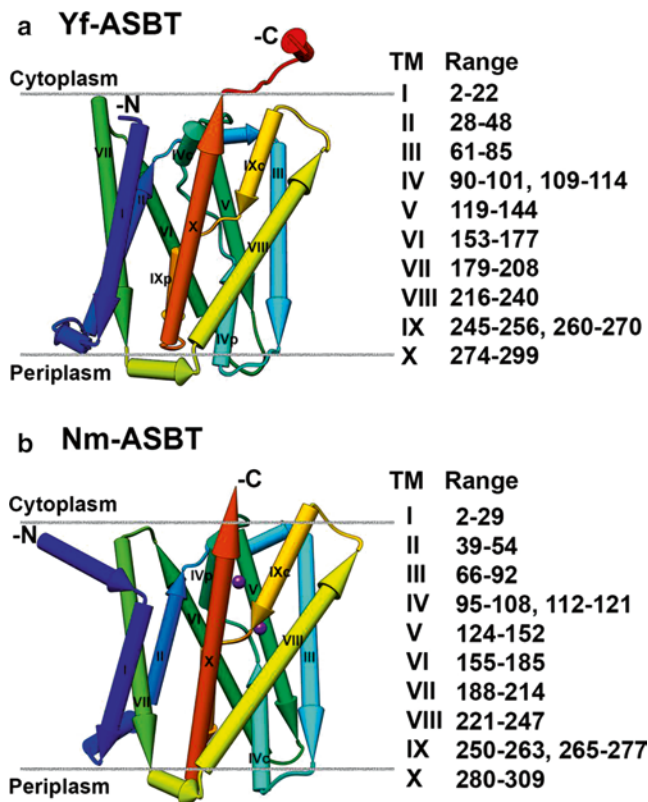 a Yf-ASBT
-C
Cytoplasm
-N
VII
IVc
IXc
III
II
I
V
X
VI
VIII
IXp
IVp
Periplasm
TM Range
I 2-22
II 28-48
III 61-85
IV 90-101, 109-114
V 119-144
VI 153-177
VII 179-208
VIII 216-240
IX 245-256, 260-270
X 274-299
b Nm-ASBT
-C
Cytoplasm
-N
IVp
V
IXc
VI
VIII
III
I
II
X
VII
IVc
Periplasm
TM Range
I 2-29
II 39-54
III 66-92
IV 95-108, 112-121
V 124-152
VI 155-185
VII 188-214
VIII 221-247
IX 250-263, 265-277
X 280-309